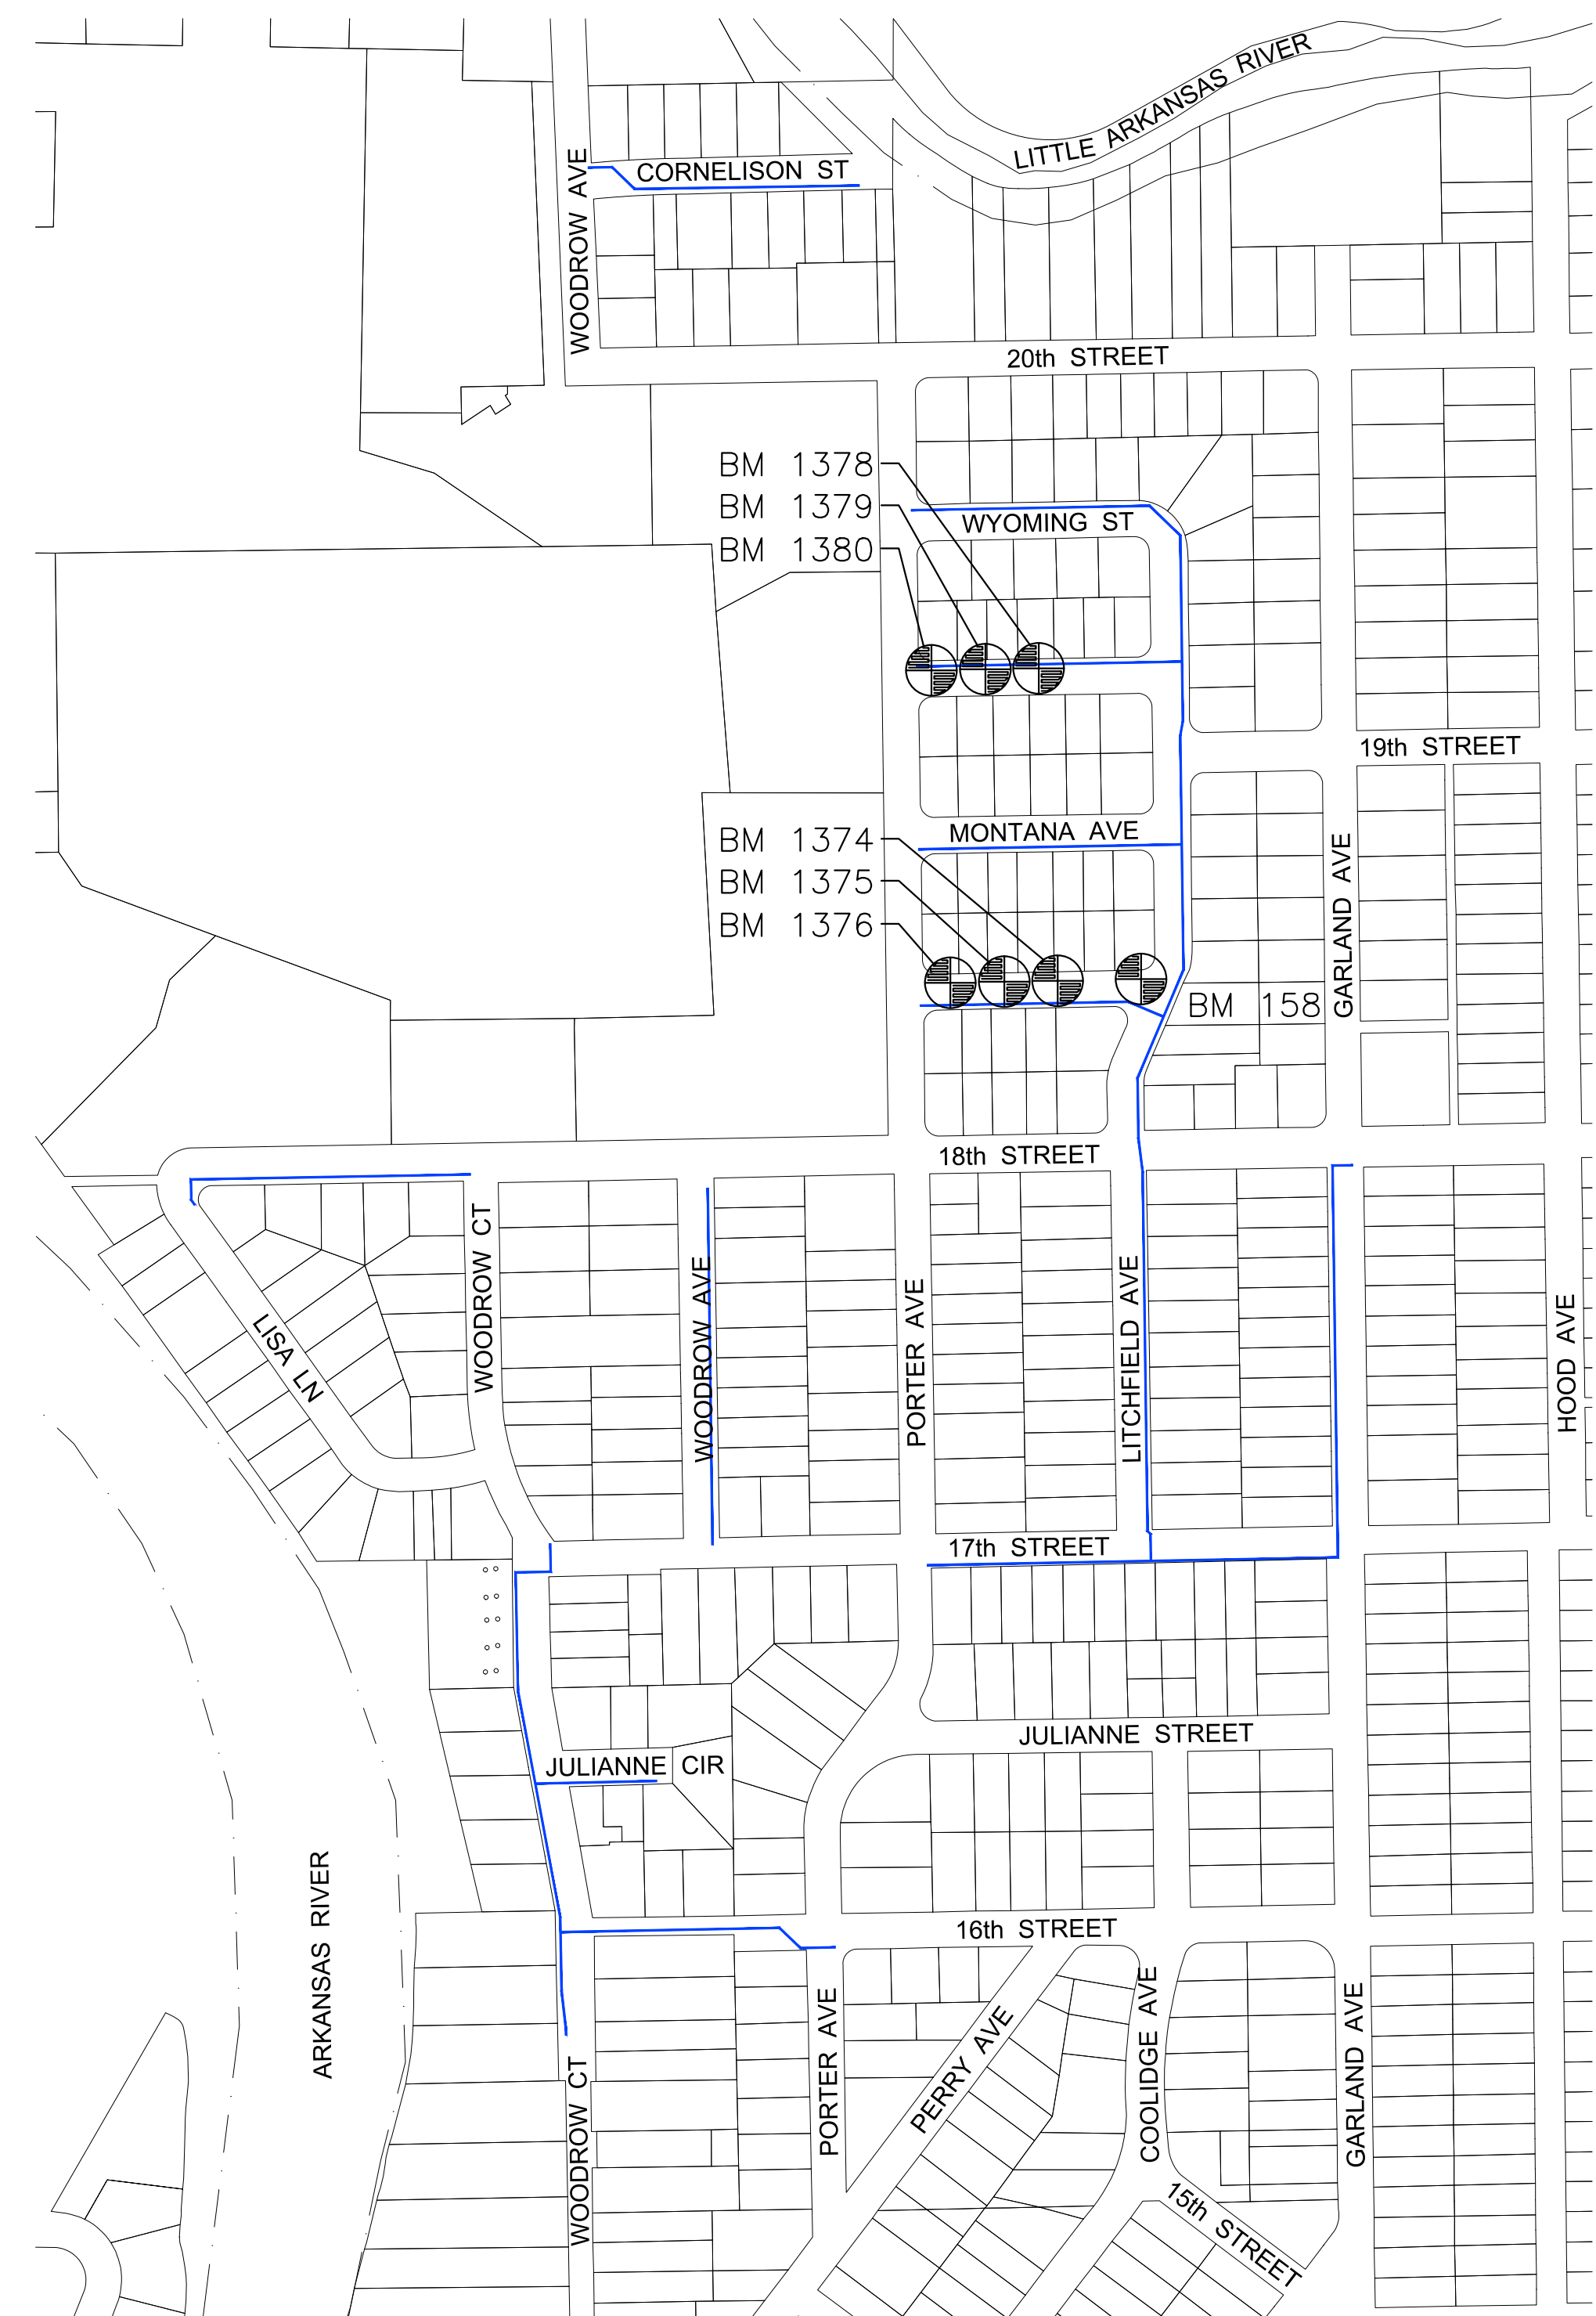 LITTLE ARKANSAS RIVER
CORNELISON ST
WOODROW AVE
20th STREET
BM 1378
BM 1379
BM 1380
WYOMING ST
19th STREET
MONTANA AVE
BM 1374
BM 1375
BM 1376
GARLAND AVE
BM 158
18th STREET
WOODROW CT
WOODROW AVE
PORTER AVE
LITCHFIELD AVE
HOOD AVE
LISA LN
17th STREET
JULIANNE STREET
JULIANNE CIR
ARKANSAS RIVER
16th STREET
PORTER AVE
PERRY AVE
COOLIDGE AVE
GARLAND AVE
WOODROW CT
15th STREET